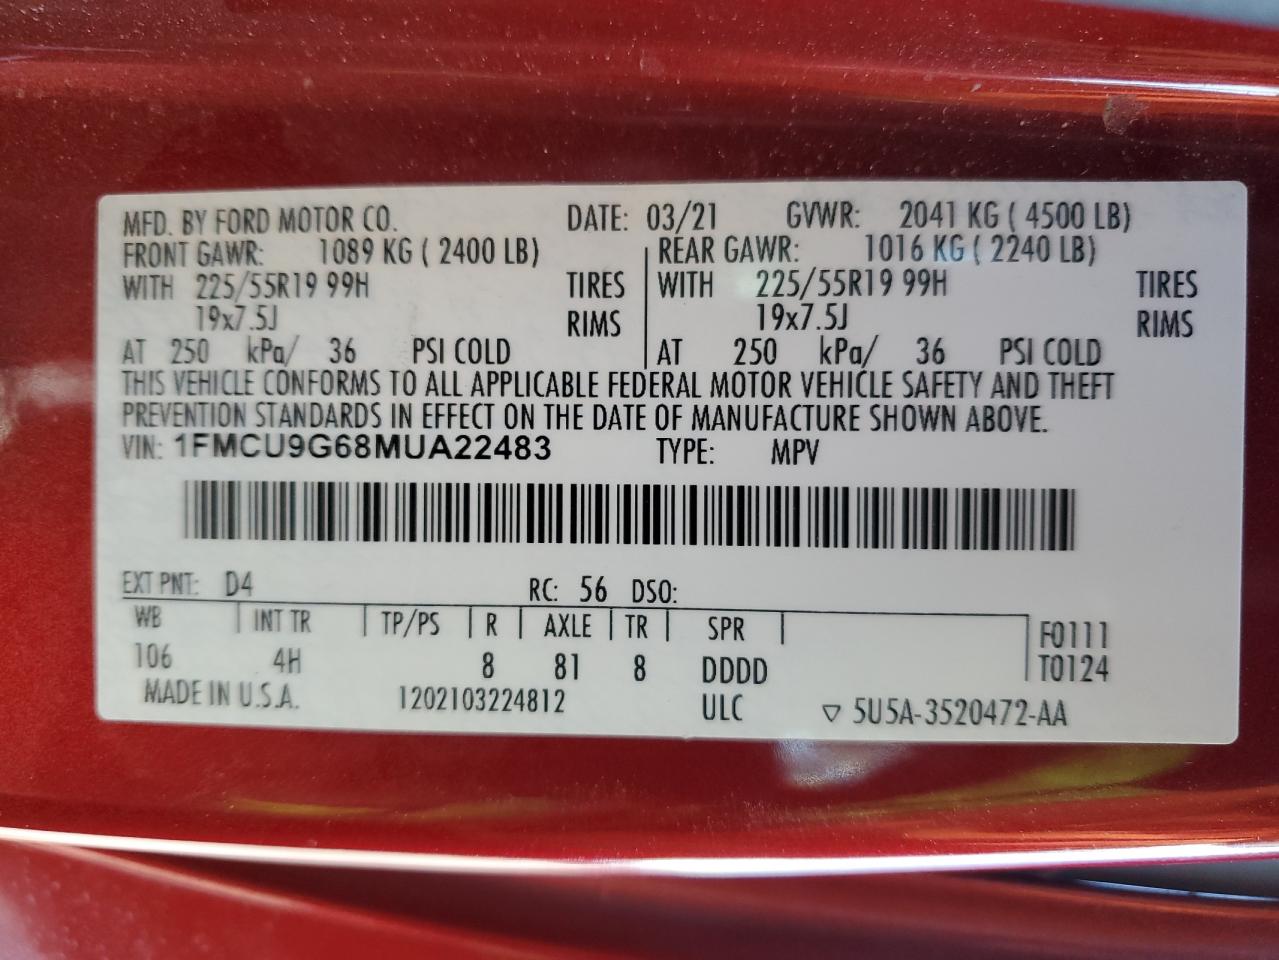 MFD. BY FORD MOTOR CO. DATE: 03/21 GVWR: 2041 KG ( 4500 LB)
FRONT GAWR: 1089 KG ( 2400 LB) REAR GAWR: 1016 KG ( 2240 LB)
WITH 225/55R19 99H TIRES WITH 225/55R19 99H TIRES
19x7.5J RIMS 19x7.5J RIMS
AT 250 kPa/ 36 PSI COLD AT 250 kPa/ 36 PSI COLD
THIS VEHICLE CONFORMS TO ALL APPLICABLE FEDERAL MOTOR VEHICLE SAFETY AND THEFT
PREVENTION STANDARDS IN EFFECT ON THE DATE OF MANUFACTURE SHOWN ABOVE.
VIN: 1FMCU9G68MUA22483 TYPE: MPV
EXT PNT: D4 RC: 56 DSO:
WB INT TR TP/PS R AXLE TR SPR F0111
106 4H 8 81 8 DDDD T0124
MADE IN U.S.A. 1202103224812 ULC ▽ 5U5A-3520472-AA